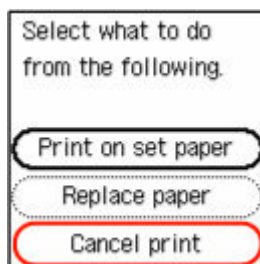 Select what to do
from the following.
Print on set paper
Replace paper
Cancel print